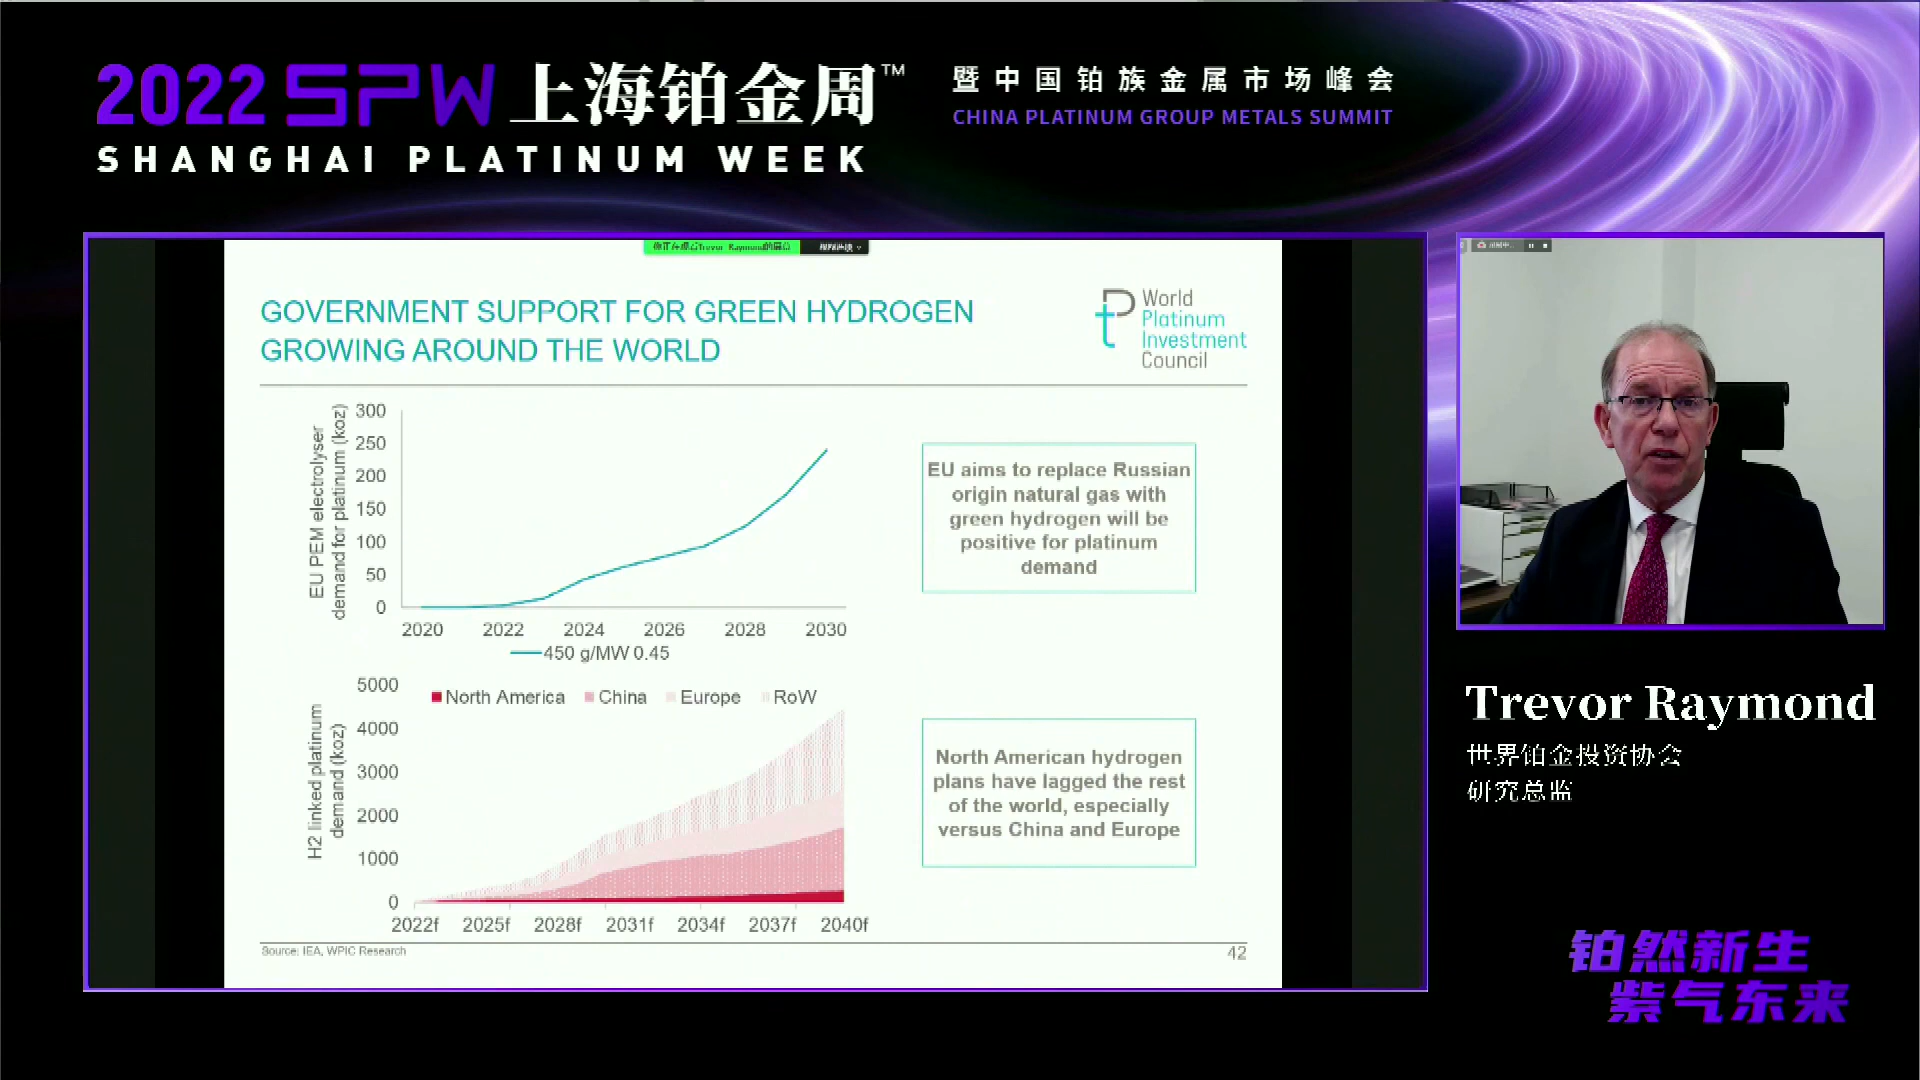 2022 SPW 上海铂金周™
SHANGHAI PLATINUM WEEK
暨中国铂族金属市场峰会
CHINA PLATINUM GROUP METALS SUMMIT
GOVERNMENT SUPPORT FOR GREEN HYDROGEN
GROWING AROUND THE WORLD
World
Platinum
Investment
Council
EU PEM electrolyser
demand for platinum (koz)
300
250
200
150
100
50
0
2020 2022 2024 2026 2028 2030
450 g/MW 0.45
EU aims to replace Russian
origin natural gas with
green hydrogen will be
positive for platinum
demand
H2 linked platinum
demand (koz)
North America China Europe RoW
5000
4000
3000
2000
1000
0
2022f 2025f 2028f 2031f 2034f 2037f 2040f
North American hydrogen
plans have lagged the rest
of the world, especially
versus China and Europe
Source: IEA, WPIC Research
42
Trevor Raymond
世界铂金投资协会
研究总监
铂然新生
紫气东来